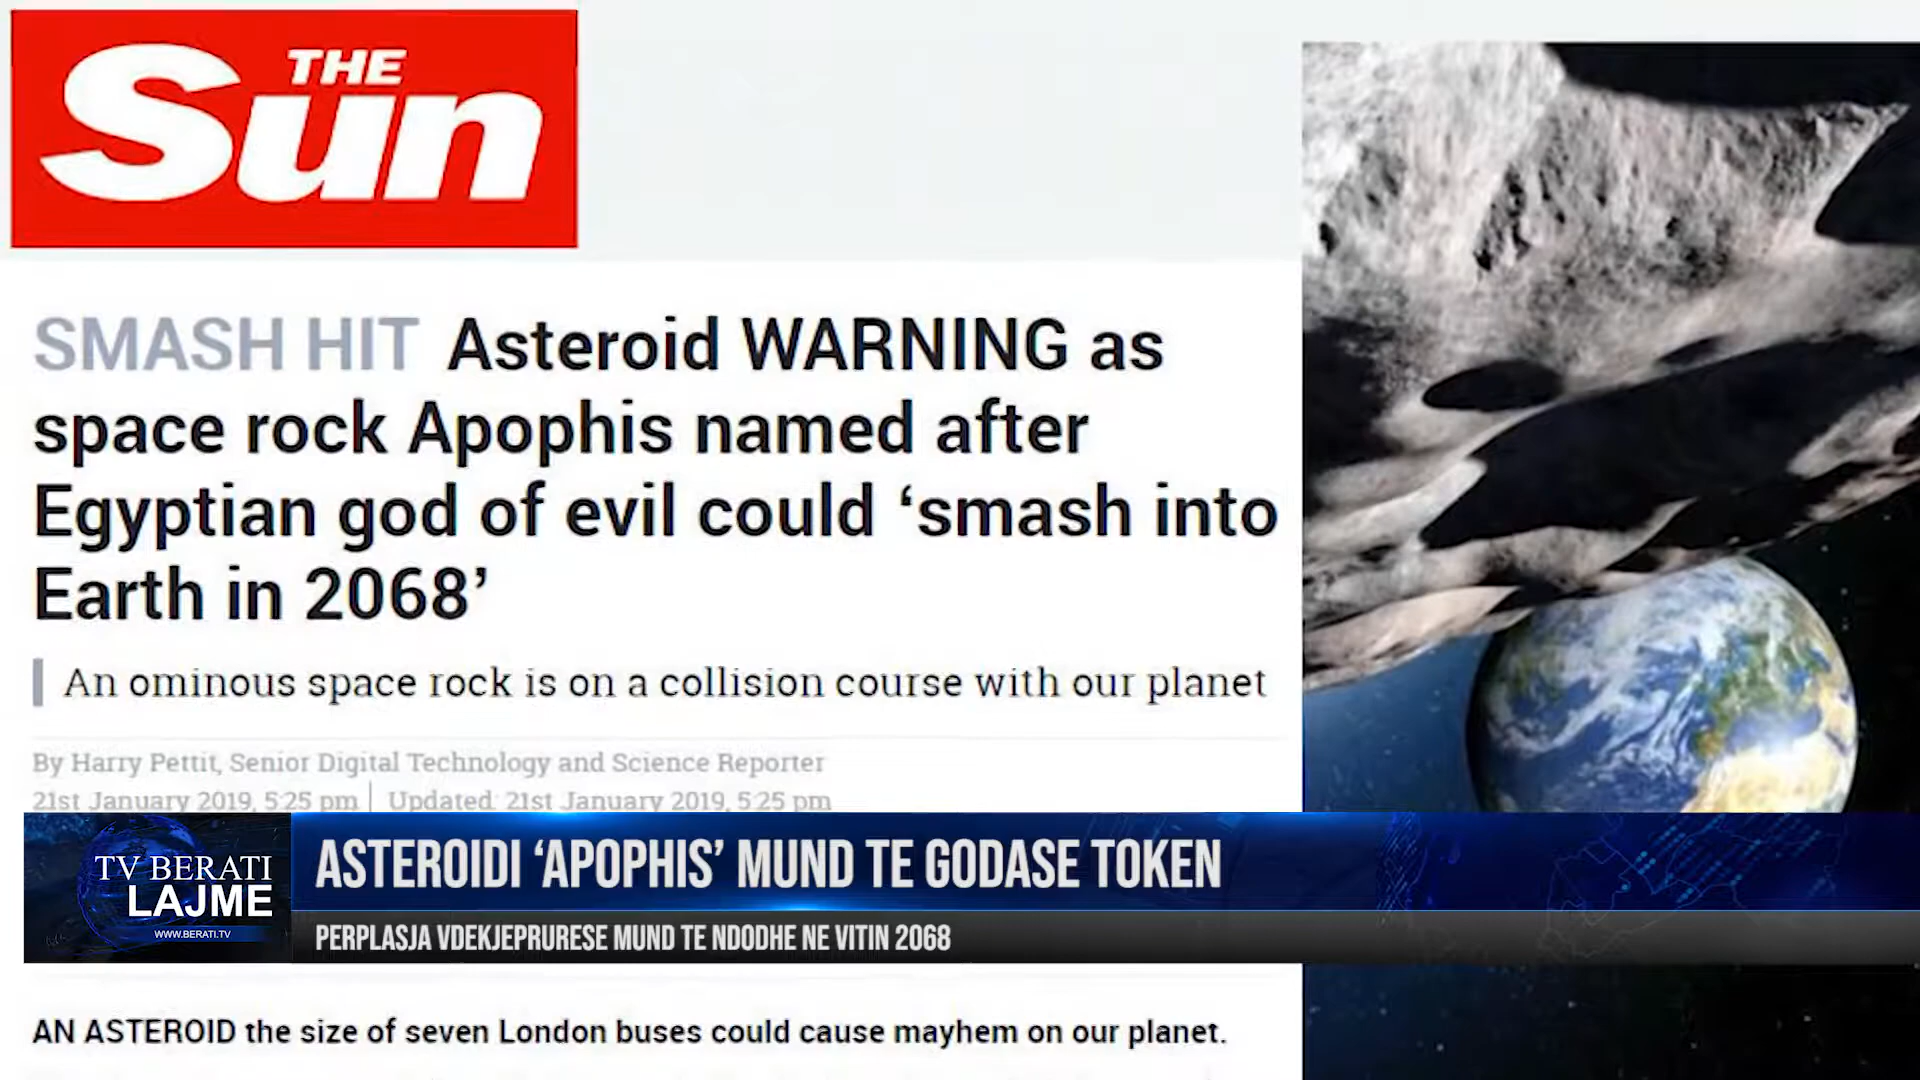 THE
Sun
SMASH HIT Asteroid WARNING as
space rock Apophis named after
Egyptian god of evil could ‘smash into
Earth in 2068’
An ominous space rock is on a collision course with our planet
By Harry Pettit, Senior Digital Technology and Science Reporter
21st January 2019, 5:25 pm | Updated: 21st January 2019, 5:25 pm
TV BERATI
LAJME
WWW.BERATI.TV
ASTEROIDI ‘APOPHIS’ MUND TE GODASE TOKEN
PERPLASJA VDEKJEPRURESE MUND TE NDODHE NE VITIN 2068
AN ASTEROID the size of seven London buses could cause mayhem on our planet.